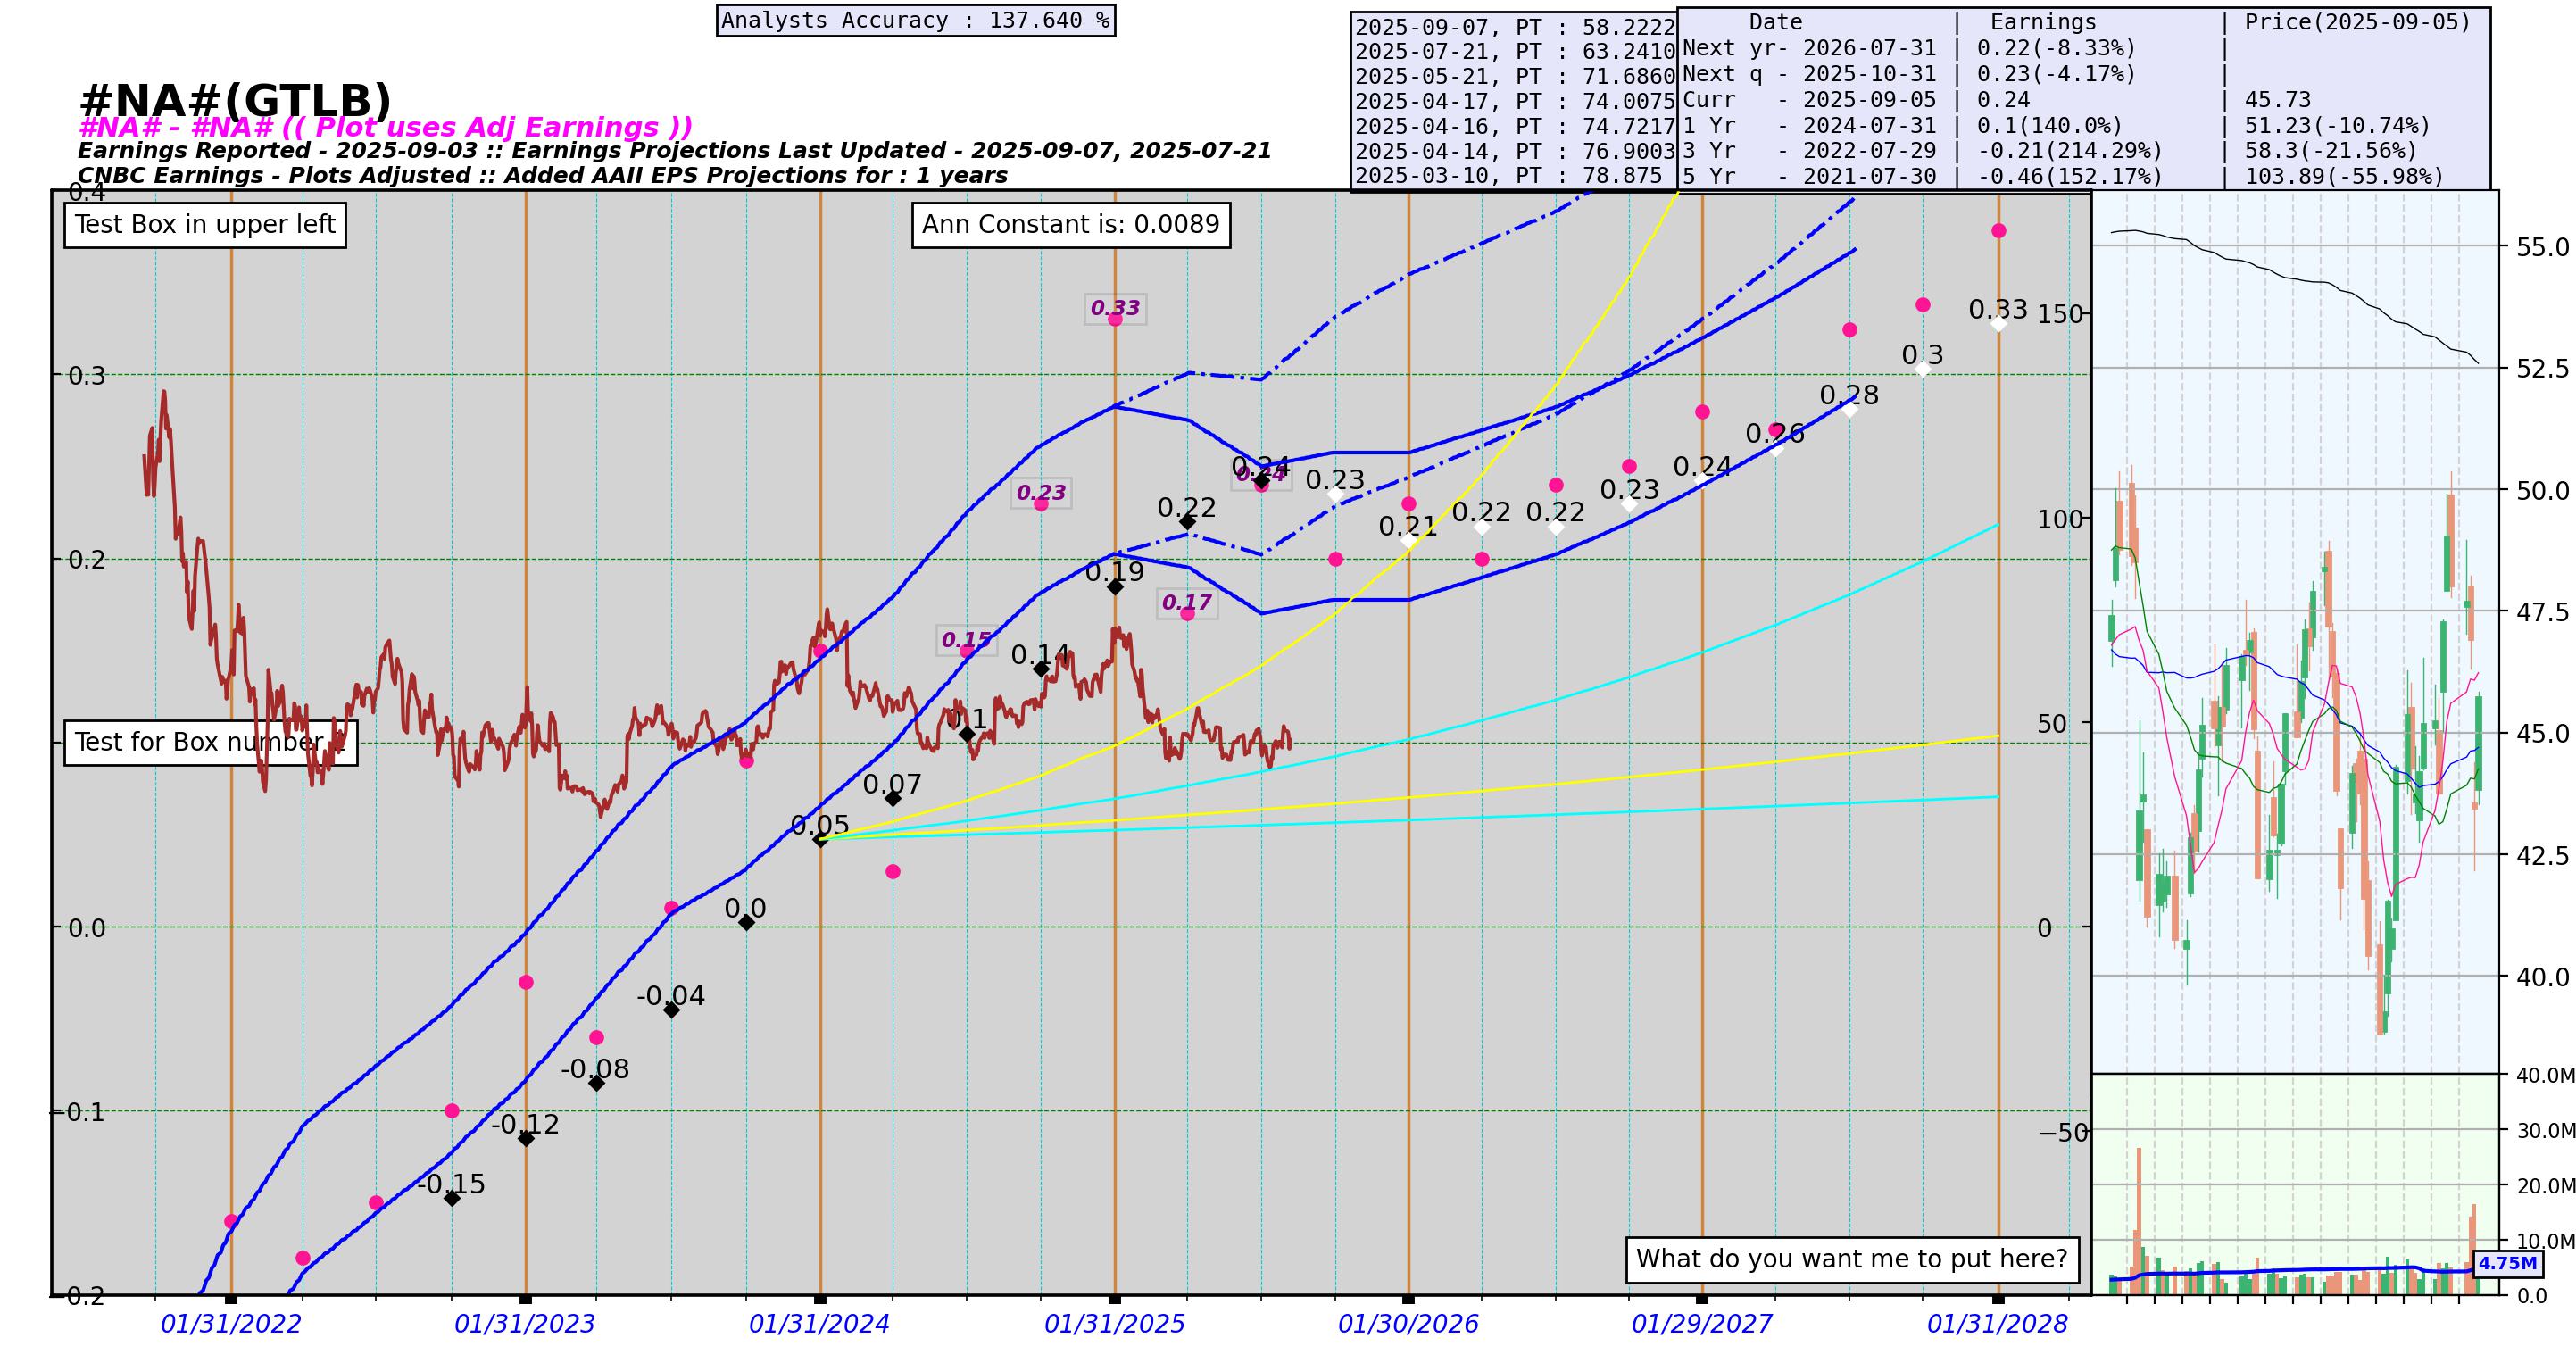 Analysts Accuracy : 137.640 %
2025-09-07, PT : 58.2222
2025-07-21, PT : 63.2410
2025-05-21, PT : 71.6860
2025-04-17, PT : 74.0075
2025-04-16, PT : 74.7217
2025-04-14, PT : 76.9003
2025-03-10, PT : 78.875
Date | Earnings | Price(2025-09-05)
Next yr- 2026-07-31 | 0.22(-8.33%) |
Next q - 2025-10-31 | 0.23(-4.17%) |
Curr - 2025-09-05 | 0.24 | 45.73
1 Yr - 2024-07-31 | 0.1(140.0%) | 51.23(-10.74%)
3 Yr - 2022-07-29 | -0.21(214.29%) | 58.3(-21.56%)
5 Yr - 2021-07-30 | -0.46(152.17%) | 103.89(-55.98%)
#NA#(GTLB)
#NA# - #NA# (( Plot uses Adj Earnings ))
Earnings Reported - 2025-09-03 :: Earnings Projections Last Updated - 2025-09-07, 2025-07-21
CNBC Earnings - Plots Adjusted :: Added AAII EPS Projections for : 1 years
0.4
0.3
0.2
0.0
−0.1
−0.2
Test Box in upper left
Ann Constant is: 0.0089
Test for Box number
What do you want me to put here?
-0.15
-0.12
-0.08
-0.04
0.0
0.05
0.07
0.1
0.14
0.19
0.22
0.24
0.23
0.21
0.22
0.22
0.23
0.24
0.26
0.28
0.3
0.33
0.15
0.23
0.33
0.17
0.24
150
100
50
0
−50
55.0
52.5
50.0
47.5
45.0
42.5
40.0
40.0M
30.0M
20.0M
10.0M
4.75M
0.0
01/31/2022
01/31/2023
01/31/2024
01/31/2025
01/30/2026
01/29/2027
01/31/2028